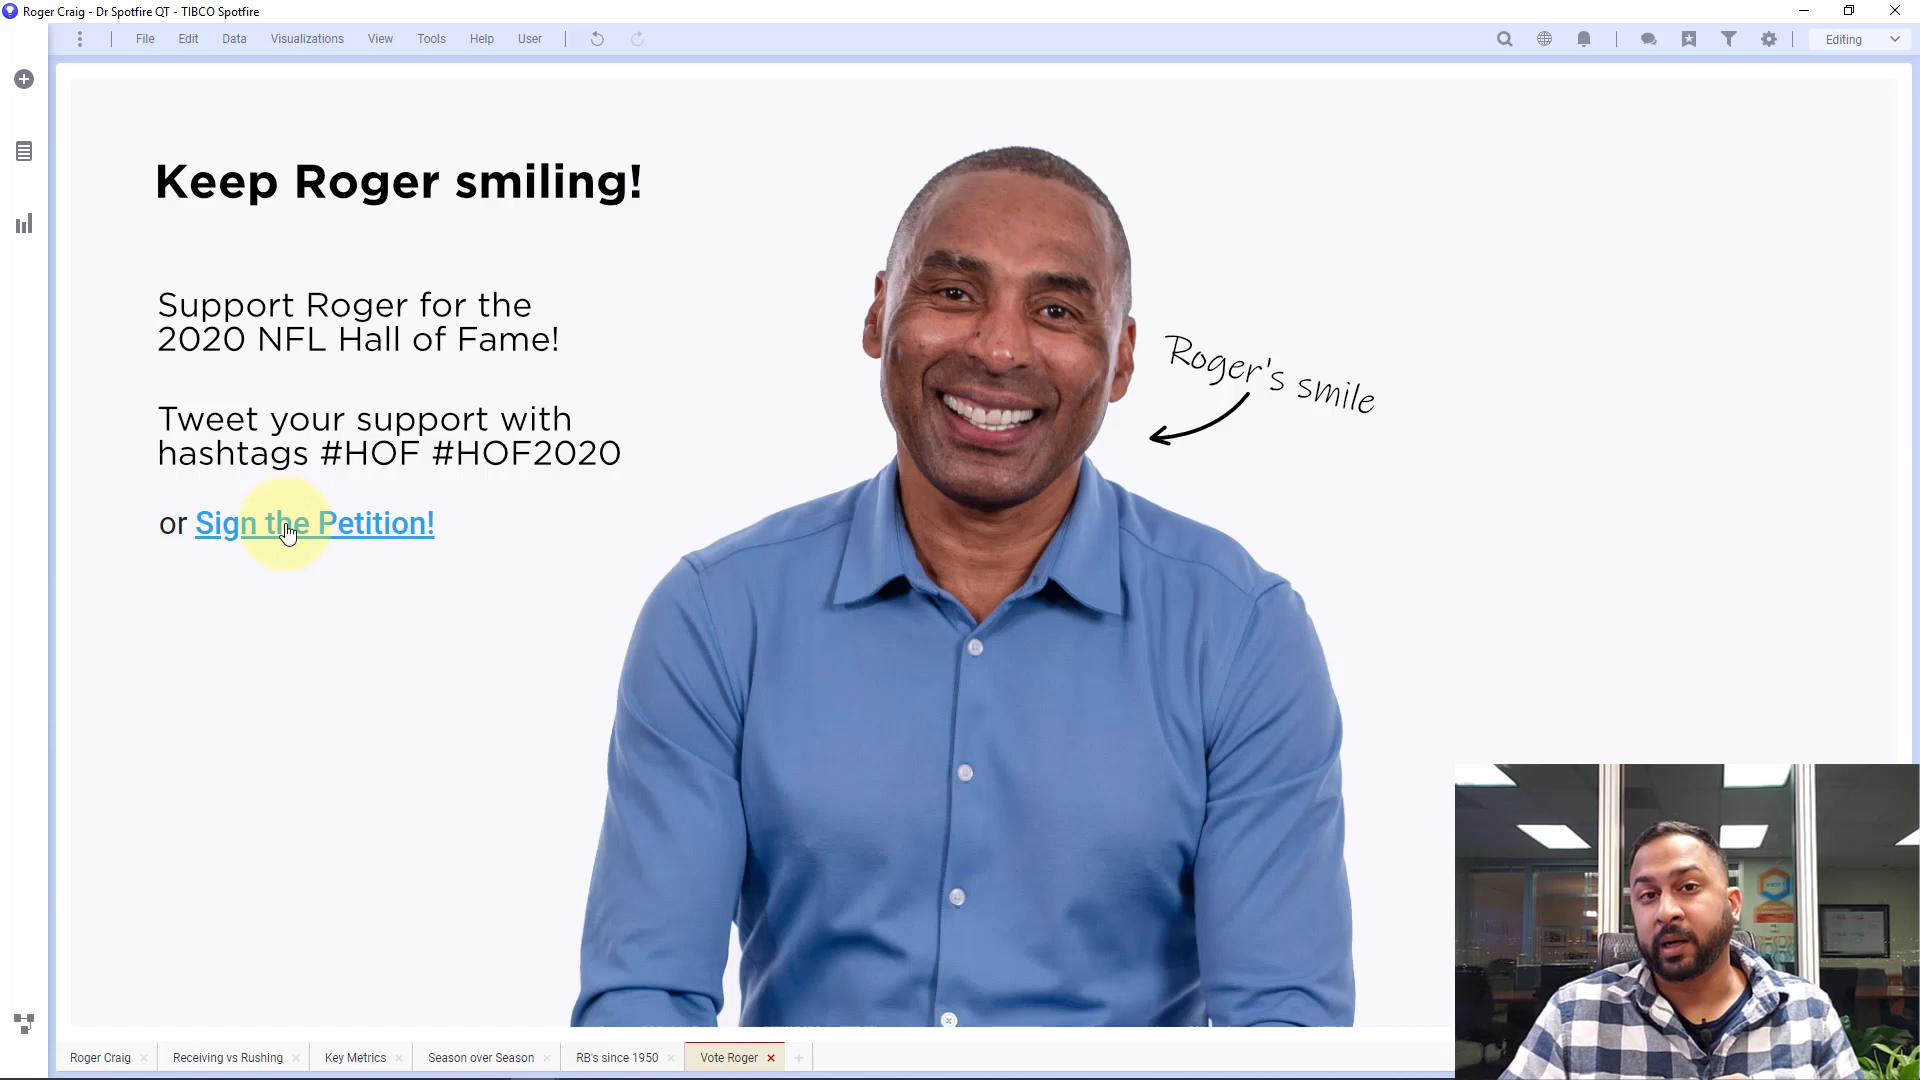 Roger Craig - Dr Spotfire QT - TIBCO Spotfire
File Edit Data Visualizations View Tools Help User Editing
Keep Roger smiling!
Support Roger for the
2020 NFL Hall of Fame!
Roger's smile
Tweet your support with
hashtags #HOF #HOF2020
or Sign the Petition!
Roger Craig Receiving vs Rushing Key Metrics Season over Season RB's since 1950 Vote Roger